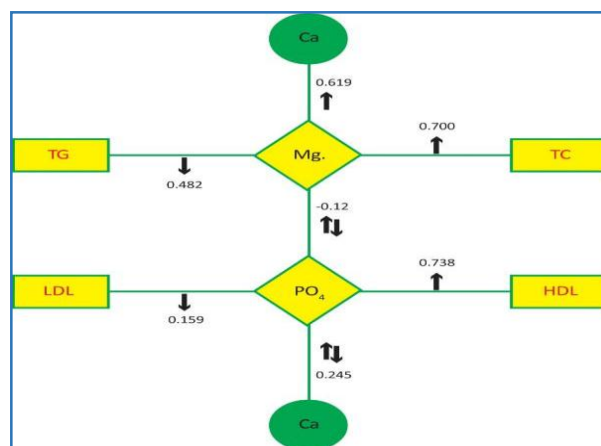 Ca
0.619
0.700
TG
Mg.
TC
0.482
-0.12
0.738
LDL
PO₄
HDL
0.159
0.245
Ca